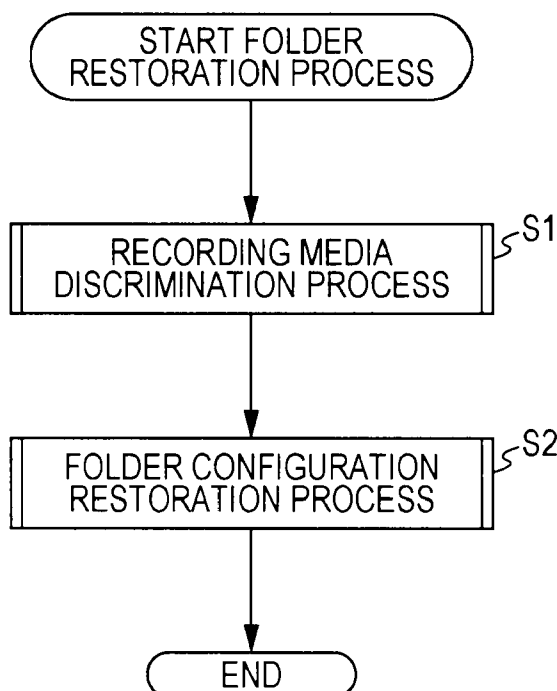 START FOLDER
RESTORATION PROCESS
RECORDING MEDIA
DISCRIMINATION PROCESS
S1
FOLDER CONFIGURATION
RESTORATION PROCESS
S2
END